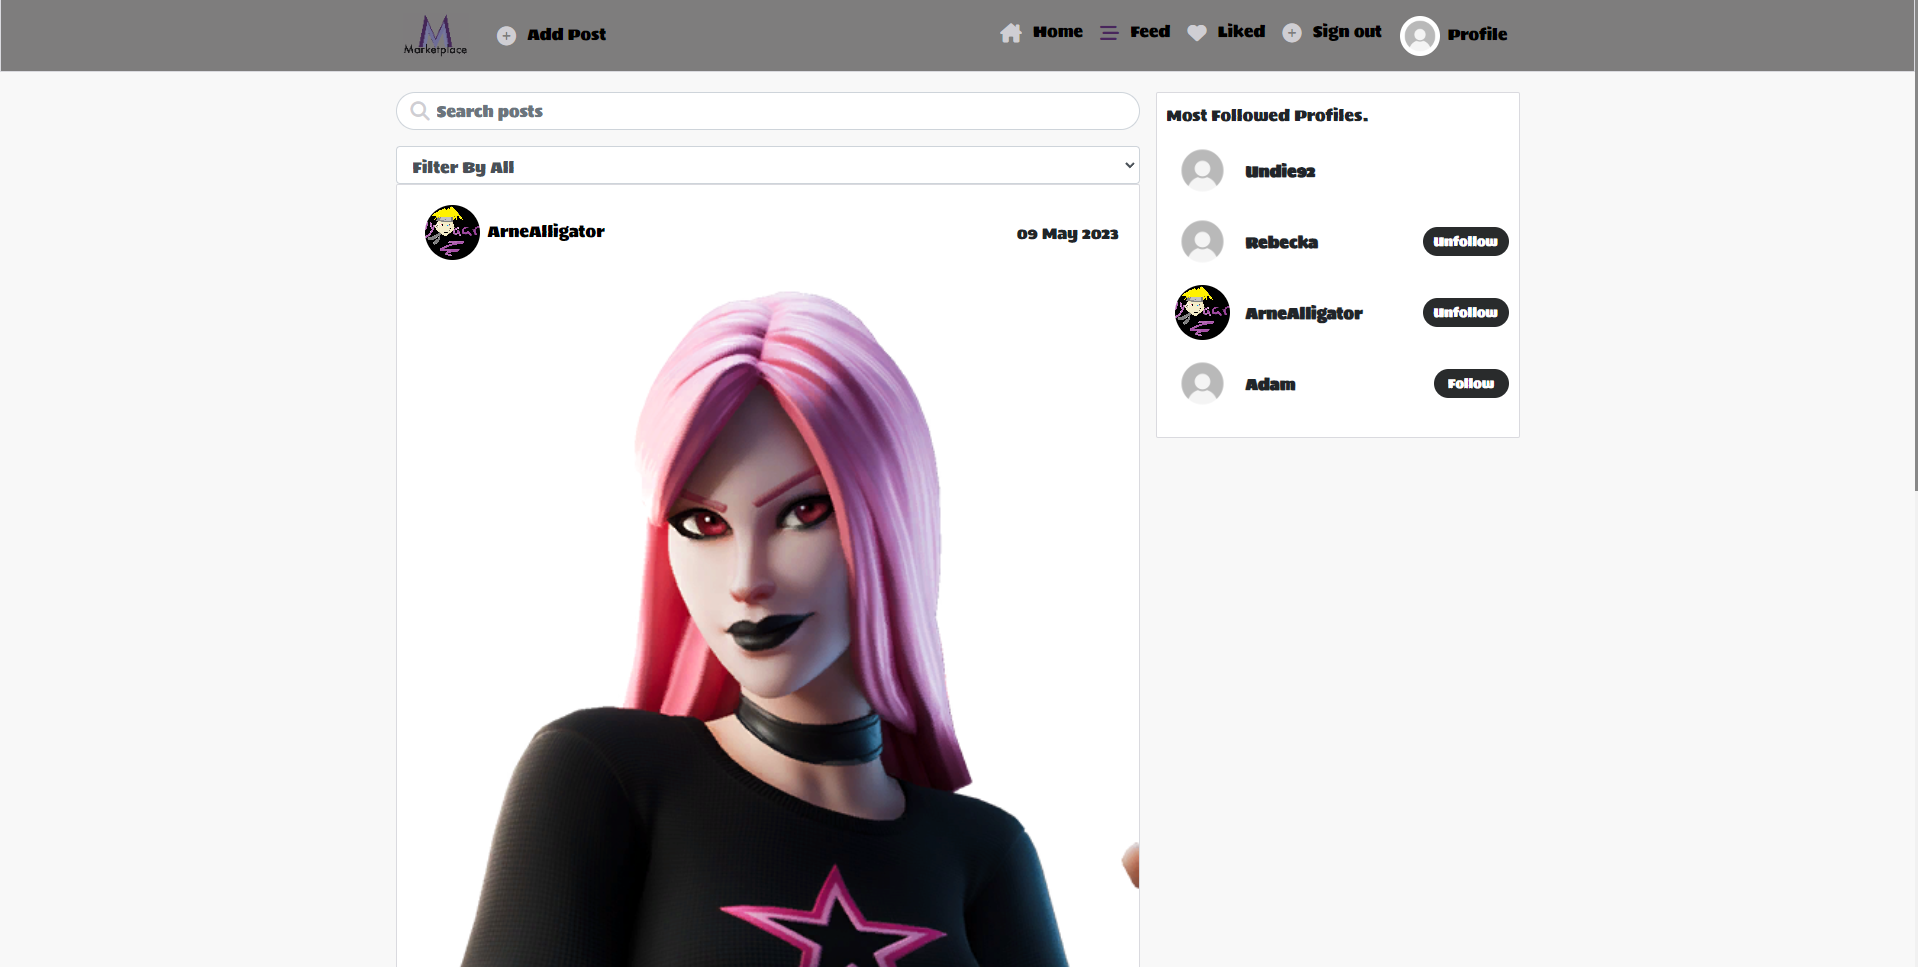 Marketplace
Add Post
Home
Feed
Liked
Sign out
Profile
Search posts
Filter By All
ArneAlligator
09 May 2023
Most Followed Profiles.
Undie92
Rebecka
Unfollow
ArneAlligator
Unfollow
Adam
Follow